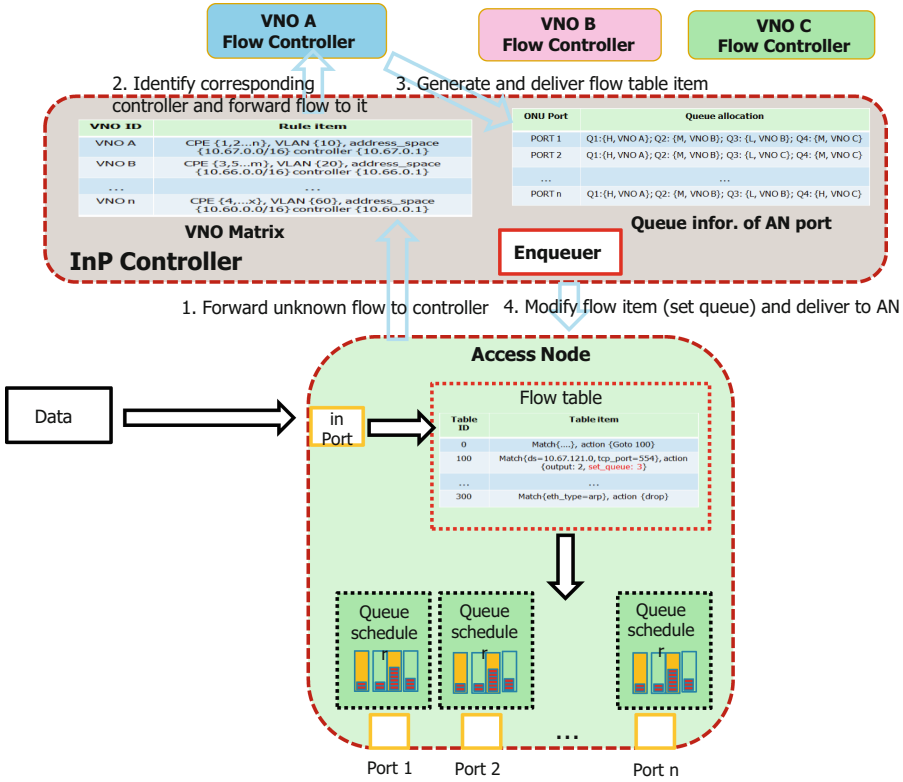 VNO A
Flow Controller
VNO B
Flow Controller
VNO C
Flow Controller
2. Identify corresponding
controller and forward flow to it
3. Generate and deliver flow table item
VNO ID Rule item
VNO A CPE {1,2...n}, VLAN {10}, address_space
{10.67.0.0/16} controller {10.67.0.1}
VNO B CPE {3,5...m}, VLAN {20}, address_space
{10.66.0.0/16} controller {10.66.0.1}
... ...
VNO n CPE {4,...x}, VLAN {60}, address_space
{10.60.0.0/16} controller {10.60.0.1}
VNO Matrix
ONU Port Queue allocation
PORT 1 Q1:{H, VNO A}; Q2: {M, VNO B}; Q3: {L, VNO B}; Q4: {M, VNO C}
PORT 2 Q1:{H, VNO A}; Q2: {M, VNO B}; Q3: {L, VNO C}; Q4: {M, VNO C}
... ...
PORT n Q1:{H, VNO A}; Q2: {M, VNO B}; Q3: {L, VNO B}; Q4: {H, VNO C}
Queue infor. of AN port
InP Controller
Enqueuer
1. Forward unknown flow to controller
4. Modify flow item (set queue) and deliver to AN
Access Node
Data
in
Port
Flow table
Table
ID
Table item
0 Match{....}, action {Goto 100}
100 Match{ds=10.67.121.0, tcp_port=554}, action
{output: 2, set_queue: 3}
... ...
300 Match{eth_type=arp}, action {drop}
Queue
schedule
r
Queue
schedule
r
Queue
schedule
r
...
Port 1
Port 2
Port n